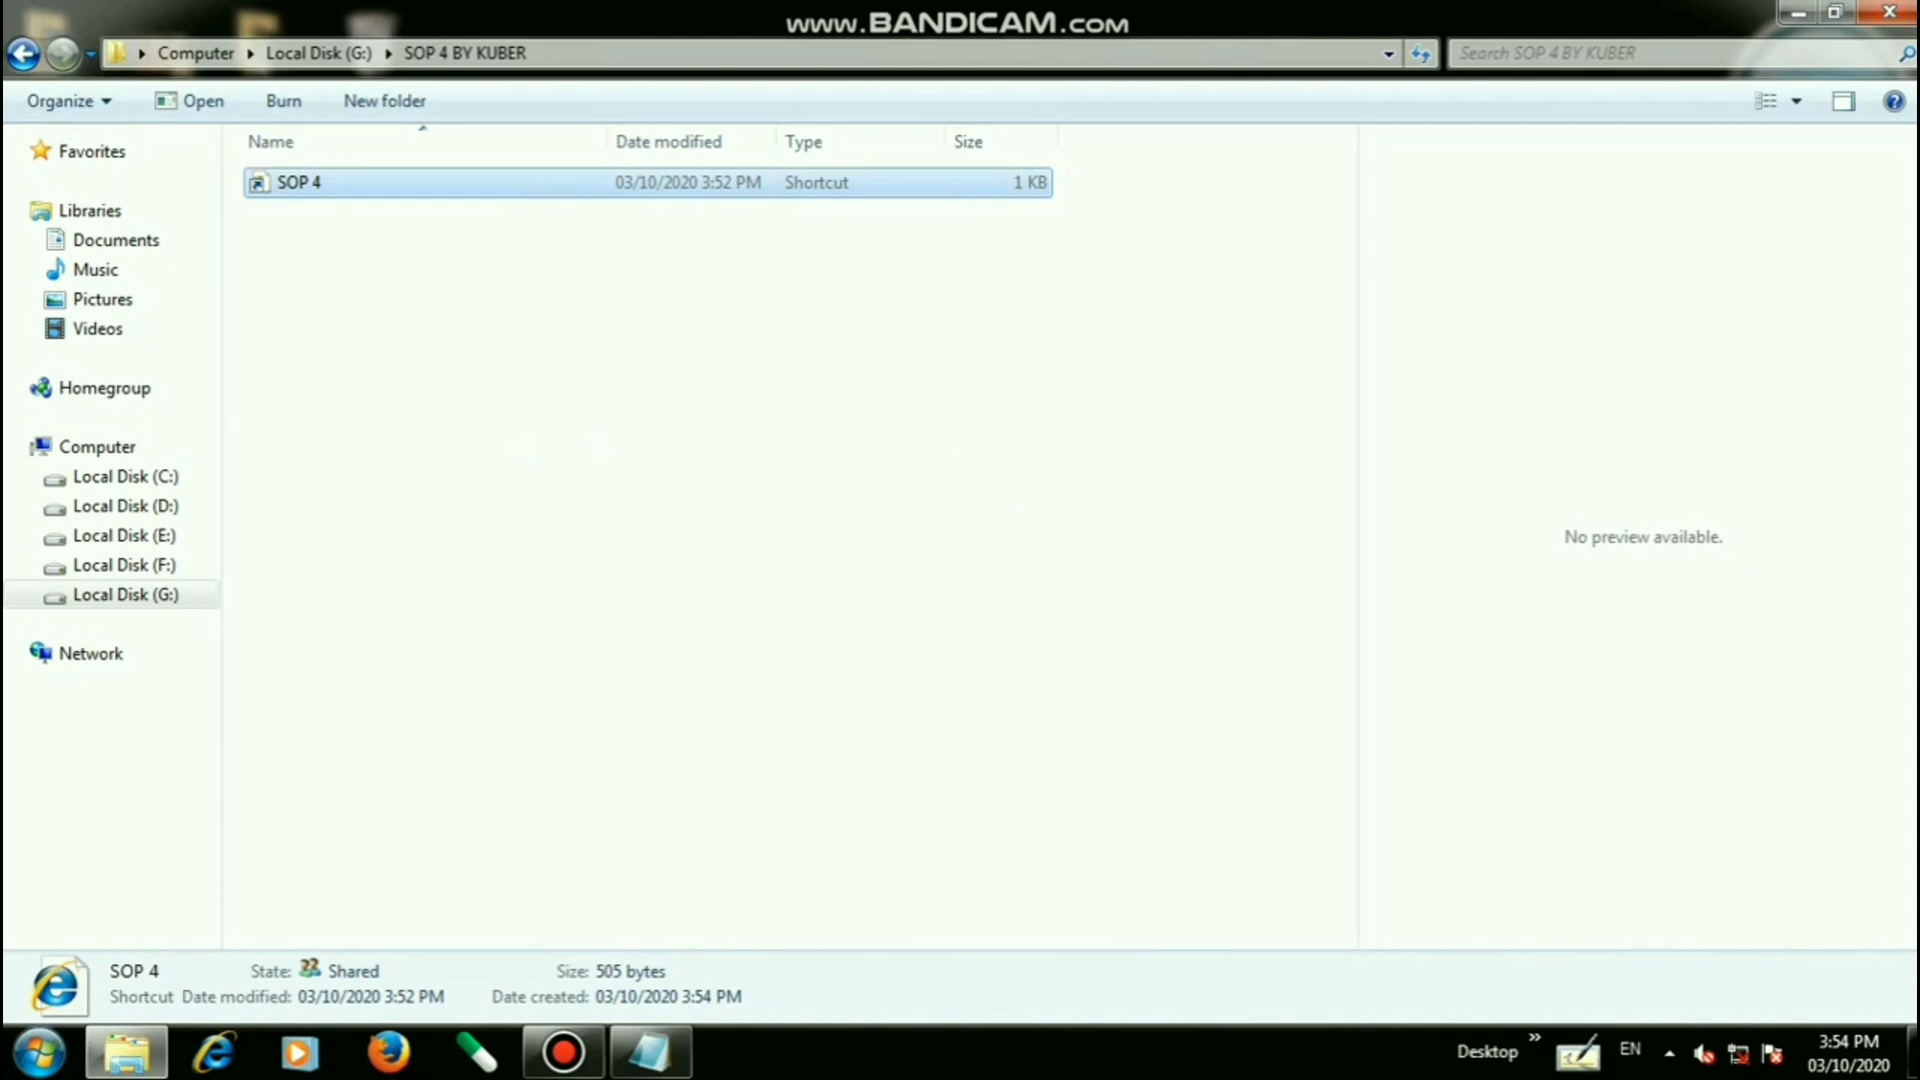 www.BANDICAM.com
Computer Local Disk (G:) SOP 4 BY KUBER
Search SOP 4 BY KUBER
Organize Open Burn New folder
Name Date modified Type Size
SOP 4 03/10/2020 3:52 PM Shortcut 1 KB
Favorites
Libraries
Documents
Music
Pictures
Videos
Homegroup
Computer
Local Disk (C:)
Local Disk (D:)
Local Disk (E:)
Local Disk (F:)
Local Disk (G:)
Network
No preview available.
SOP 4 State: Shared Size: 505 bytes
Shortcut Date modified: 03/10/2020 3:52 PM Date created: 03/10/2020 3:54 PM
Desktop » EN 3:54 PM
03/10/2020